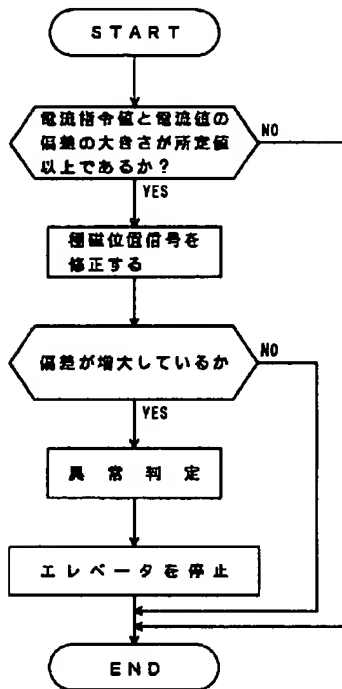 START
電流指令値と電流値の
偏差の大きさが所定値
以上であるか?
NO
YES
極磁位置信号を
修正する
偏差が増大しているか
NO
YES
異常判定
エレベータを停止
END